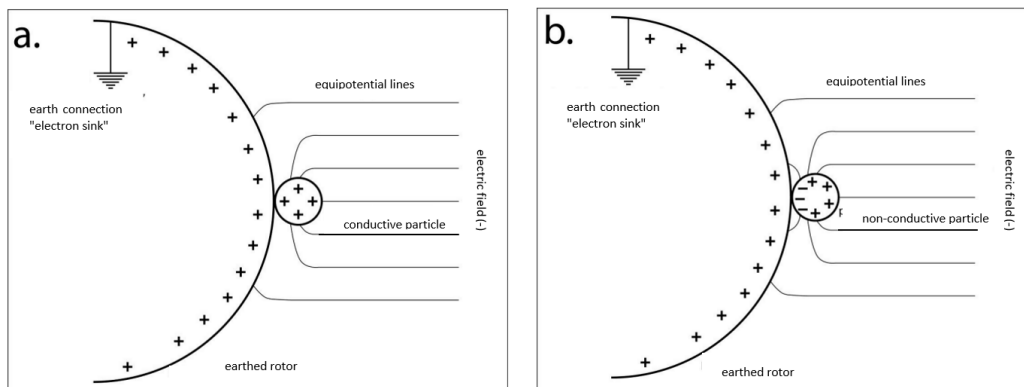 a.
equipotential lines
earth connection
"electron sink"
electric field (-)
conductive particle
earthed rotor
b.
equipotential lines
earth connection
"electron sink"
electric field (-)
non-conductive particle
earthed rotor